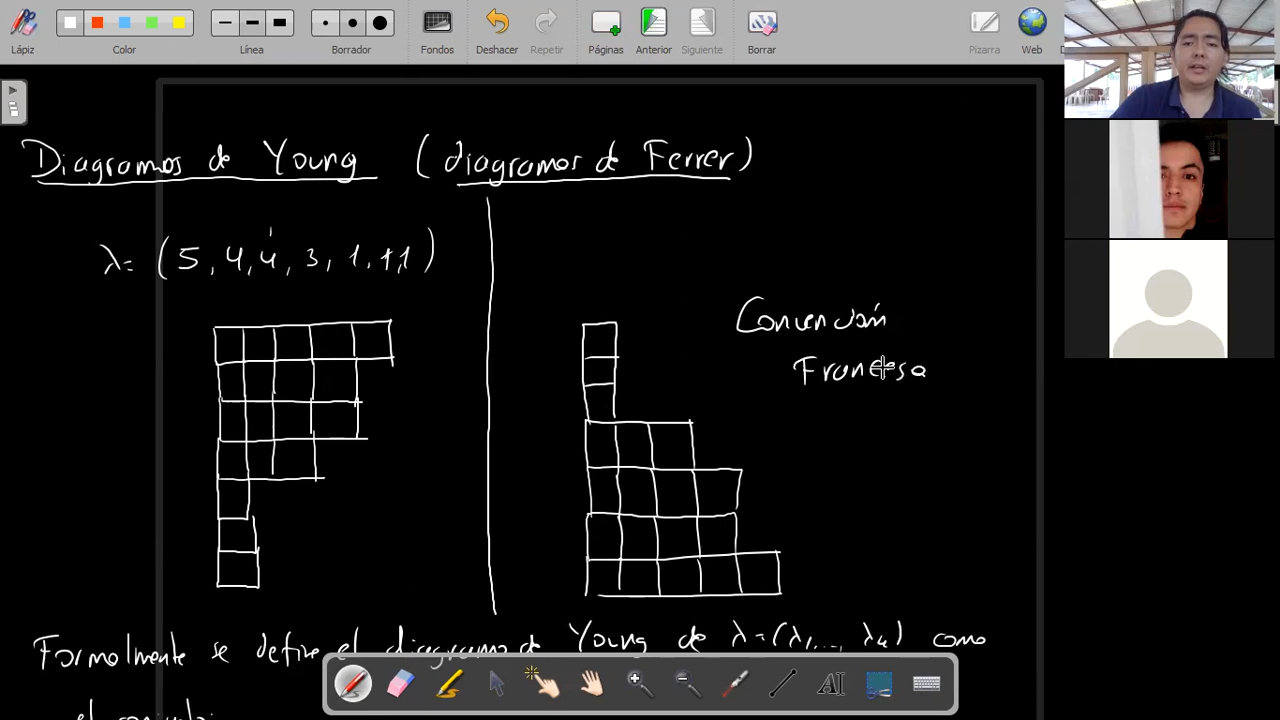 Lápiz Color Línea Borrador Fondos Deshacer Repetir Páginas Anterior Siguiente Borrar Pizarra Web
Diagramas de Young (diagramas de Ferrer)
λ= (5, 4, 4, 3, 1, 1, 1)
Convención
Francesa
Formalmente se define el diagrama de Young de λ=(λ1,..., λk) como
el conjunto